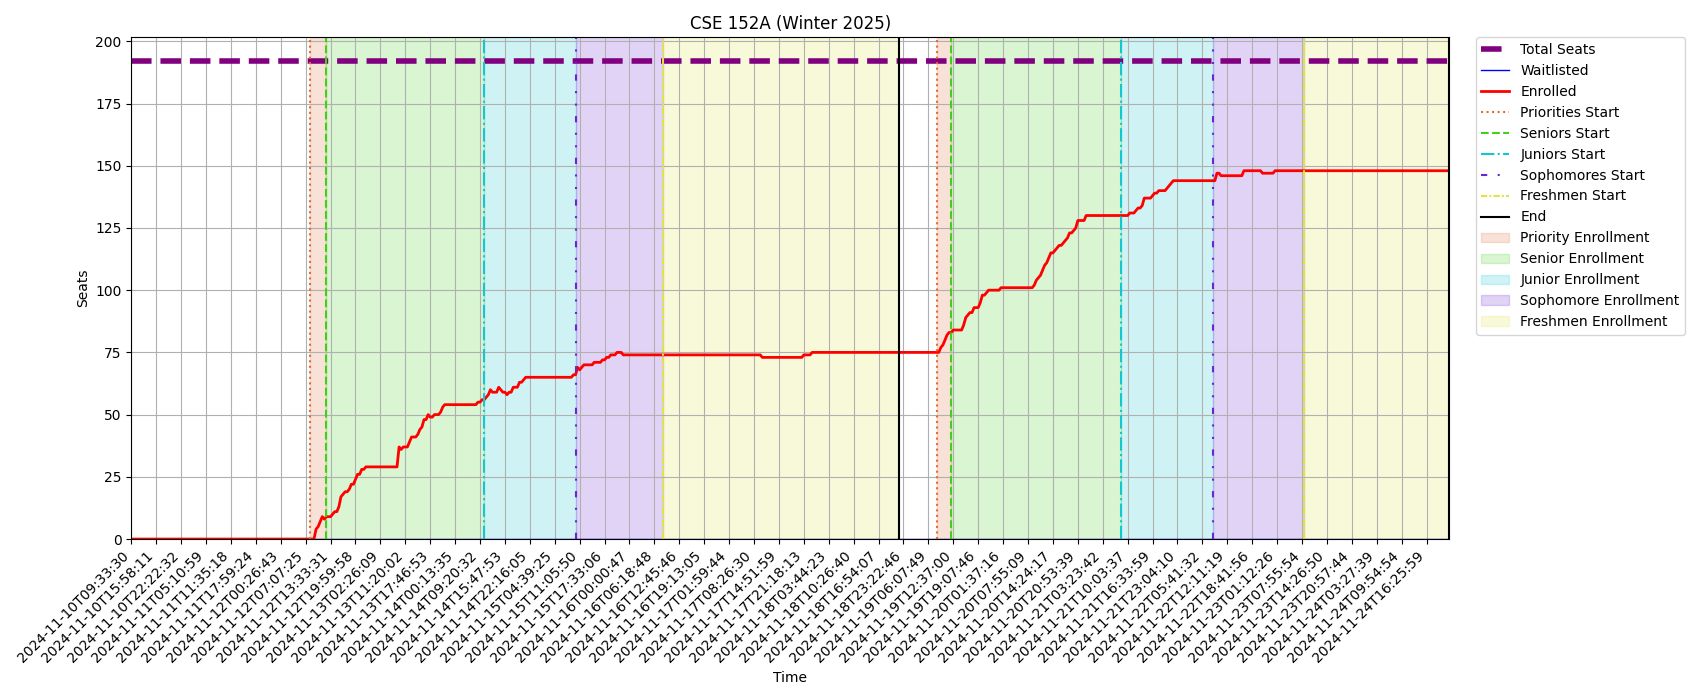 CSE 152A (Winter 2025)
200
175
150
125
100
75
50
25
0
Seats
2024-11-10T09:33:30
2024-11-10T15:58:11
2024-11-10T22:22:32
2024-11-11T05:10:59
2024-11-11T11:35:18
2024-11-11T17:59:24
2024-11-12T00:26:43
2024-11-12T07:07:25
2024-11-12T13:33:31
2024-11-12T19:59:58
2024-11-13T02:26:09
2024-11-13T11:20:02
2024-11-13T17:46:53
2024-11-14T00:13:35
2024-11-14T09:20:32
2024-11-14T15:47:53
2024-11-14T22:16:05
2024-11-15T04:39:25
2024-11-15T11:05:50
2024-11-15T17:33:06
2024-11-16T00:00:47
2024-11-16T06:18:48
2024-11-16T12:45:46
2024-11-16T19:13:05
2024-11-17T01:59:44
2024-11-17T08:26:30
2024-11-17T14:51:59
2024-11-17T21:18:13
2024-11-18T03:44:23
2024-11-18T10:26:40
2024-11-18T16:54:07
2024-11-18T23:22:46
2024-11-19T06:07:49
2024-11-19T12:37:00
2024-11-19T19:07:46
2024-11-20T01:37:16
2024-11-20T07:55:09
2024-11-20T14:24:17
2024-11-20T20:53:39
2024-11-21T03:23:42
2024-11-21T10:03:37
2024-11-21T16:33:59
2024-11-21T23:04:10
2024-11-22T05:41:32
2024-11-22T12:11:19
2024-11-22T18:41:56
2024-11-23T01:12:26
2024-11-23T07:55:54
2024-11-23T14:26:50
2024-11-23T20:57:44
2024-11-24T03:27:39
2024-11-24T09:54:54
2024-11-24T16:25:59
Time
Total Seats
Waitlisted
Enrolled
Priorities Start
Seniors Start
Juniors Start
Sophomores Start
Freshmen Start
End
Priority Enrollment
Senior Enrollment
Junior Enrollment
Sophomore Enrollment
Freshmen Enrollment